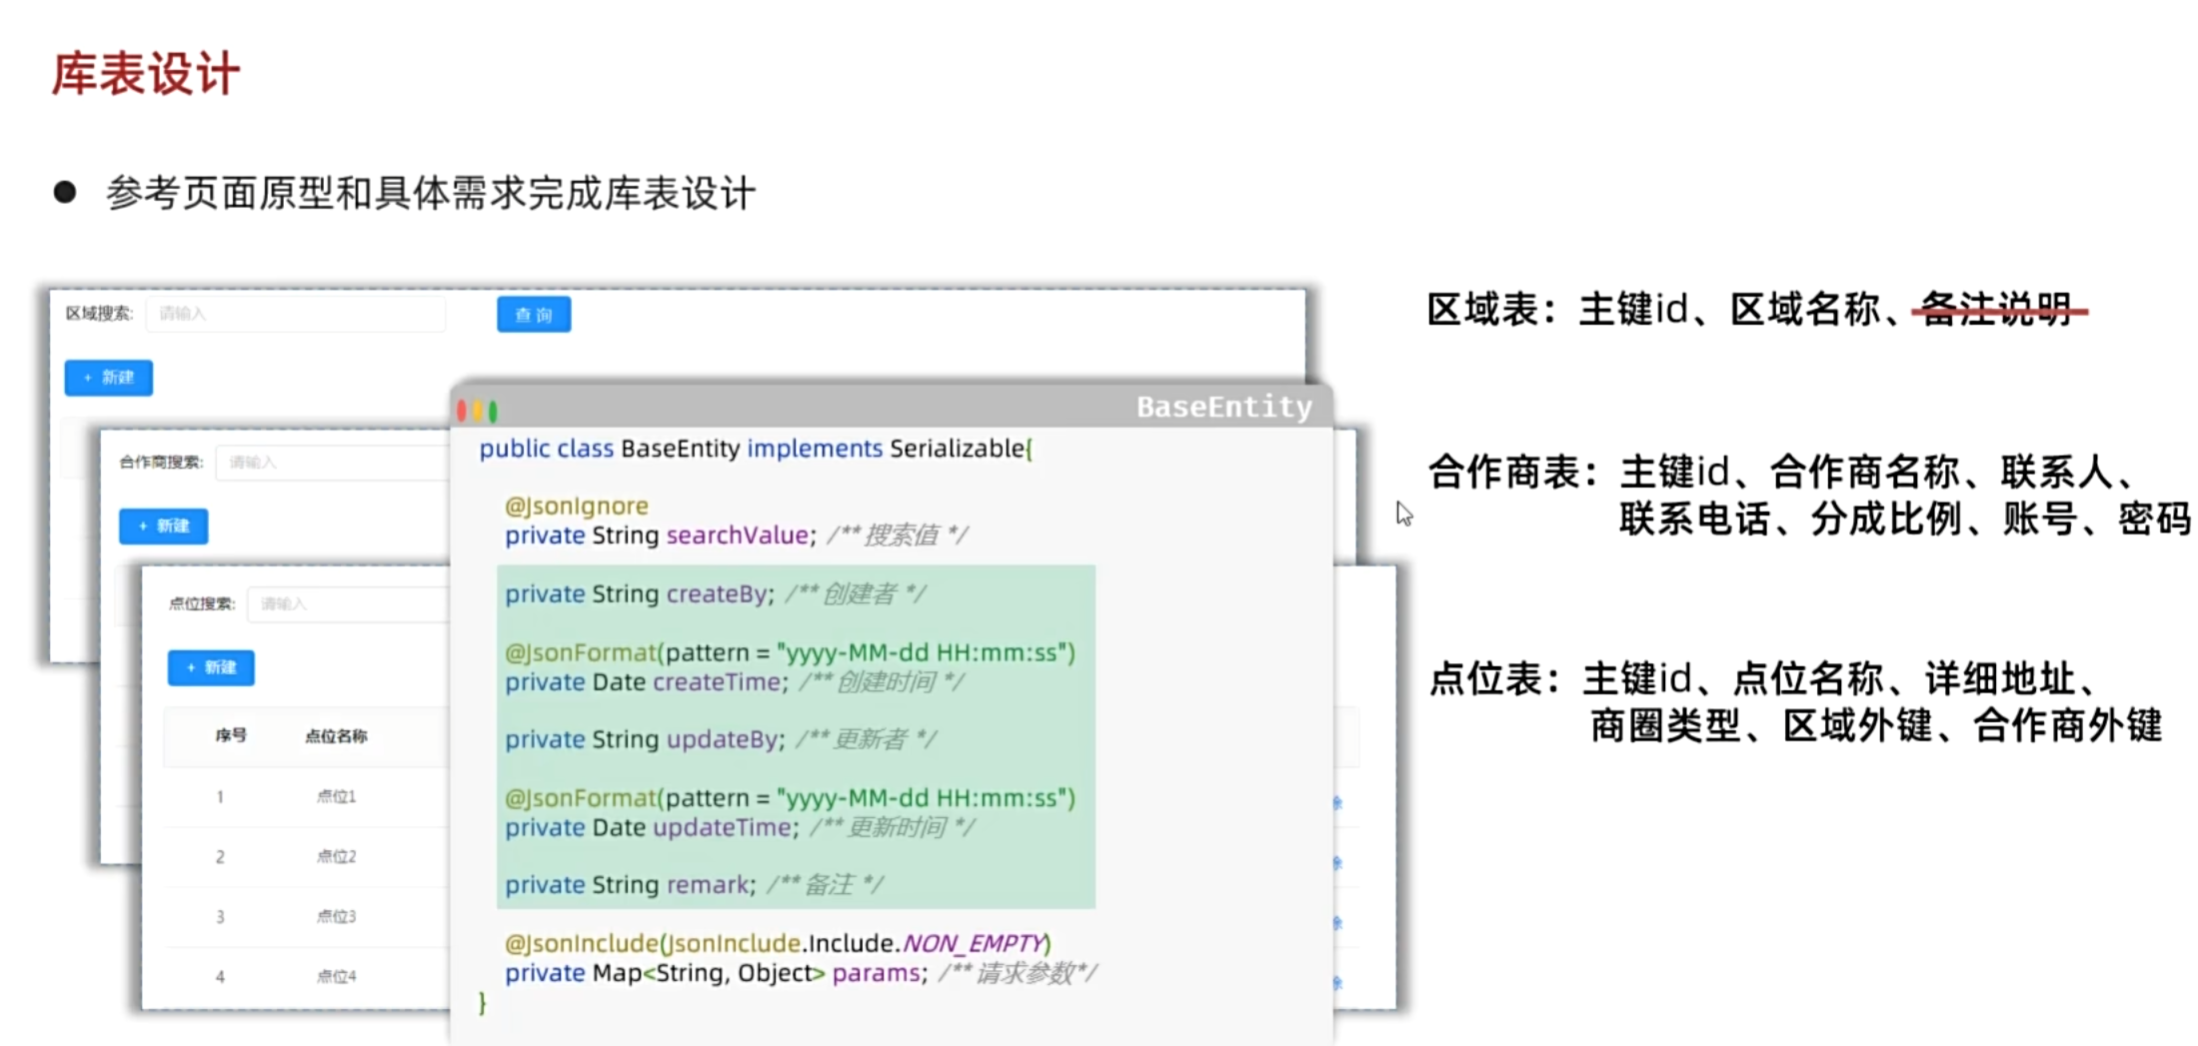 库表设计
参考页面原型和具体需求完成库表设计
区域搜索: 请输入 查 询
+ 新建
合作商搜索: 请输入
+ 新建
点位搜索: 请输入
+ 新建
序号 点位名称
1 点位1
2 点位2
3 点位3
4 点位4
BaseEntity
public class BaseEntity implements Serializable{
@JsonIgnore
private String searchValue; /** 搜索值 */
private String createBy; /** 创建者 */
@JsonFormat(pattern = "yyyy-MM-dd HH:mm:ss")
private Date createTime; /** 创建时间 */
private String updateBy; /** 更新者 */
@JsonFormat(pattern = "yyyy-MM-dd HH:mm:ss")
private Date updateTime; /** 更新时间 */
private String remark; /** 备注 */
@JsonInclude(JsonInclude.Include.NON_EMPTY)
private Map<String, Object> params; /** 请求参数*/
}
区域表：主键id、区域名称、备注说明
合作商表：主键id、合作商名称、联系人、
联系电话、分成比例、账号、密码
点位表：主键id、点位名称、详细地址、
商圈类型、区域外键、合作商外键